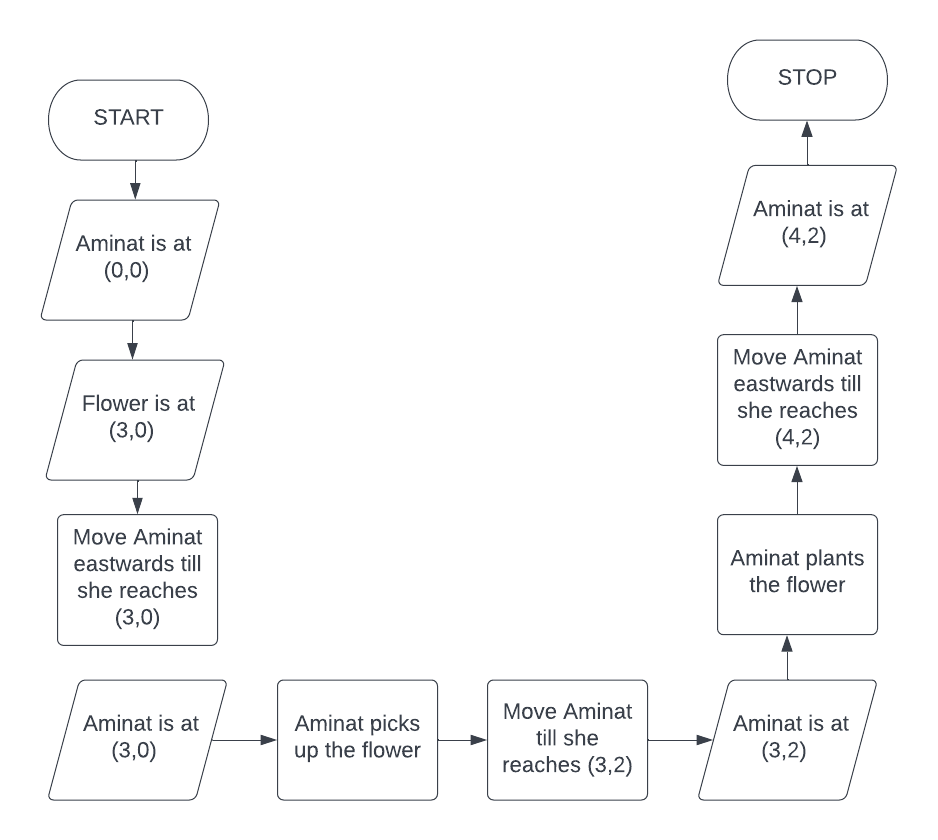 START
Aminat is at
(0,0)
Flower is at
(3,0)
Move Aminat
eastwards till
she reaches
(3,0)
Aminat is at
(3,0)
Aminat picks
up the flower
Move Aminat
till she
reaches (3,2)
Aminat is at
(3,2)
Aminat plants
the flower
Move Aminat
eastwards till
she reaches
(4,2)
Aminat is at
(4,2)
STOP